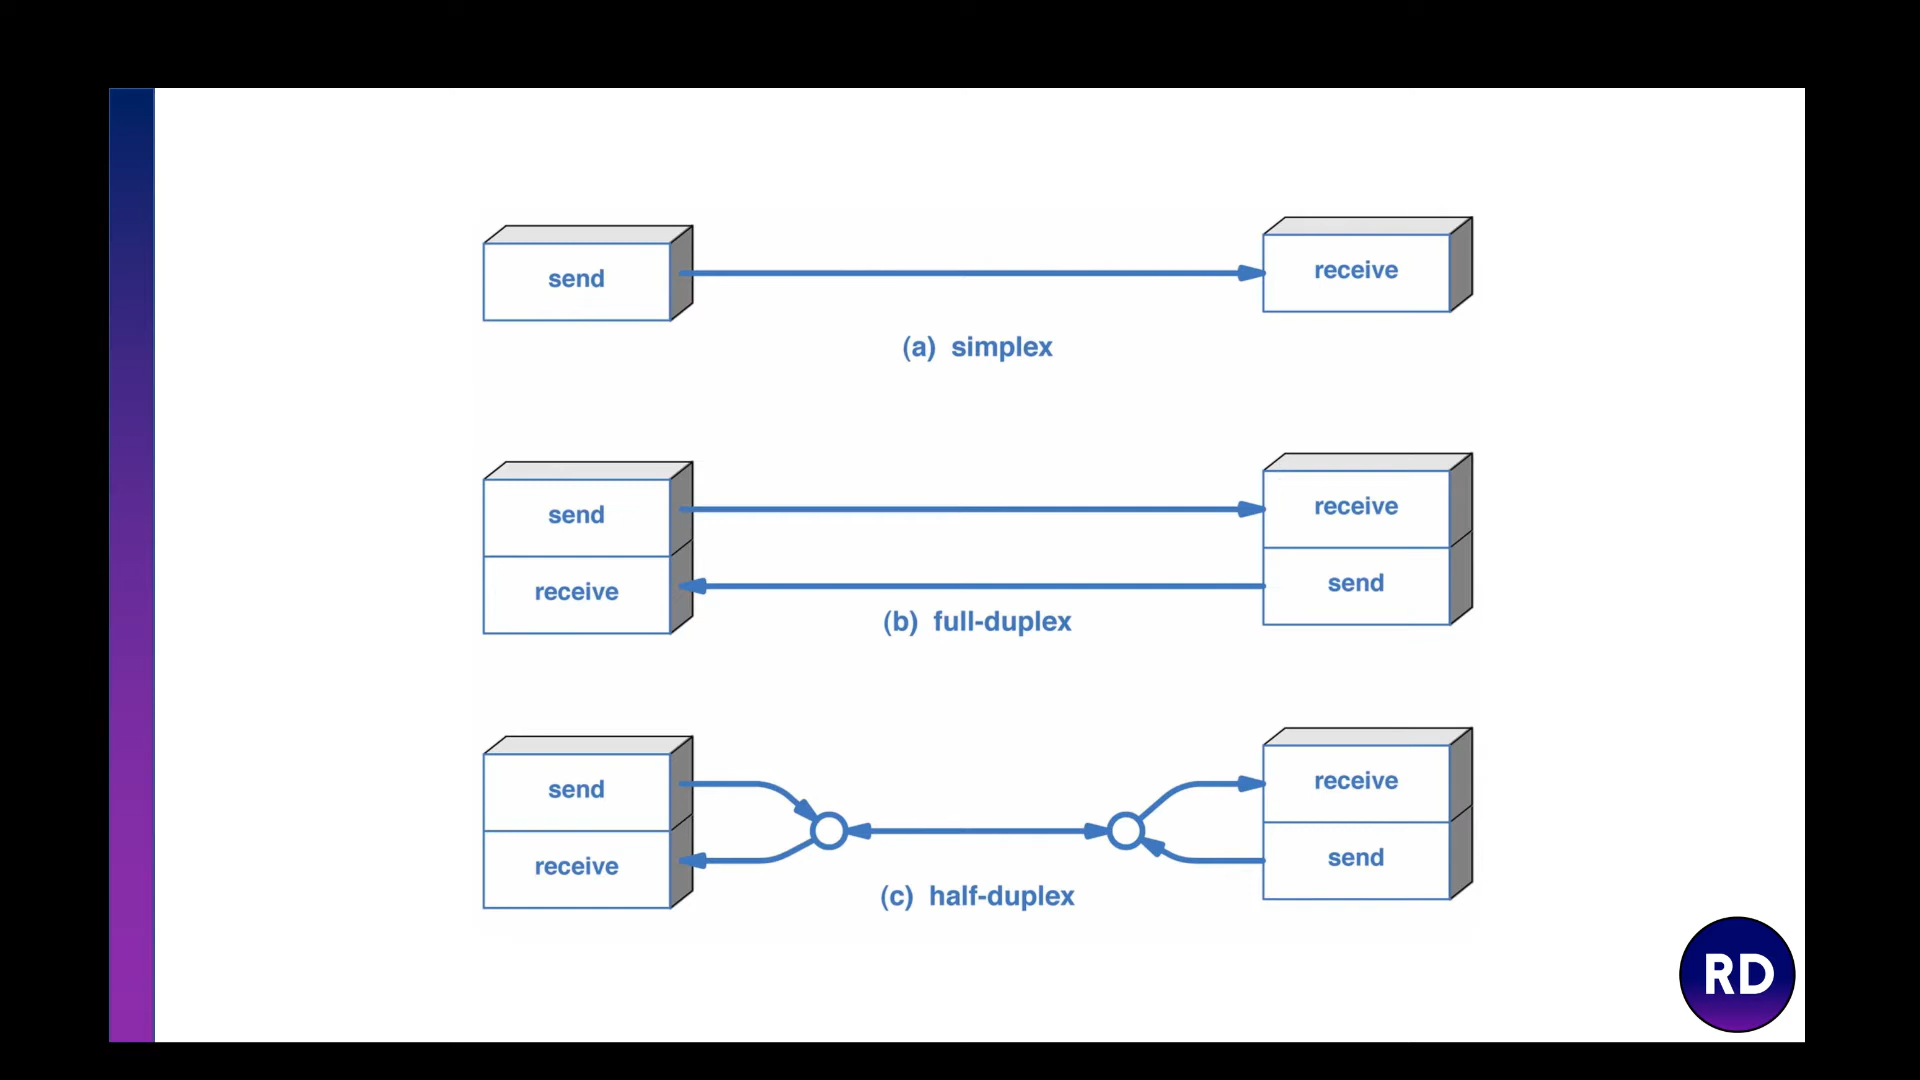 send
receive
(a) simplex
send
receive
receive
send
(b) full-duplex
send
receive
receive
send
(c) half-duplex
RD